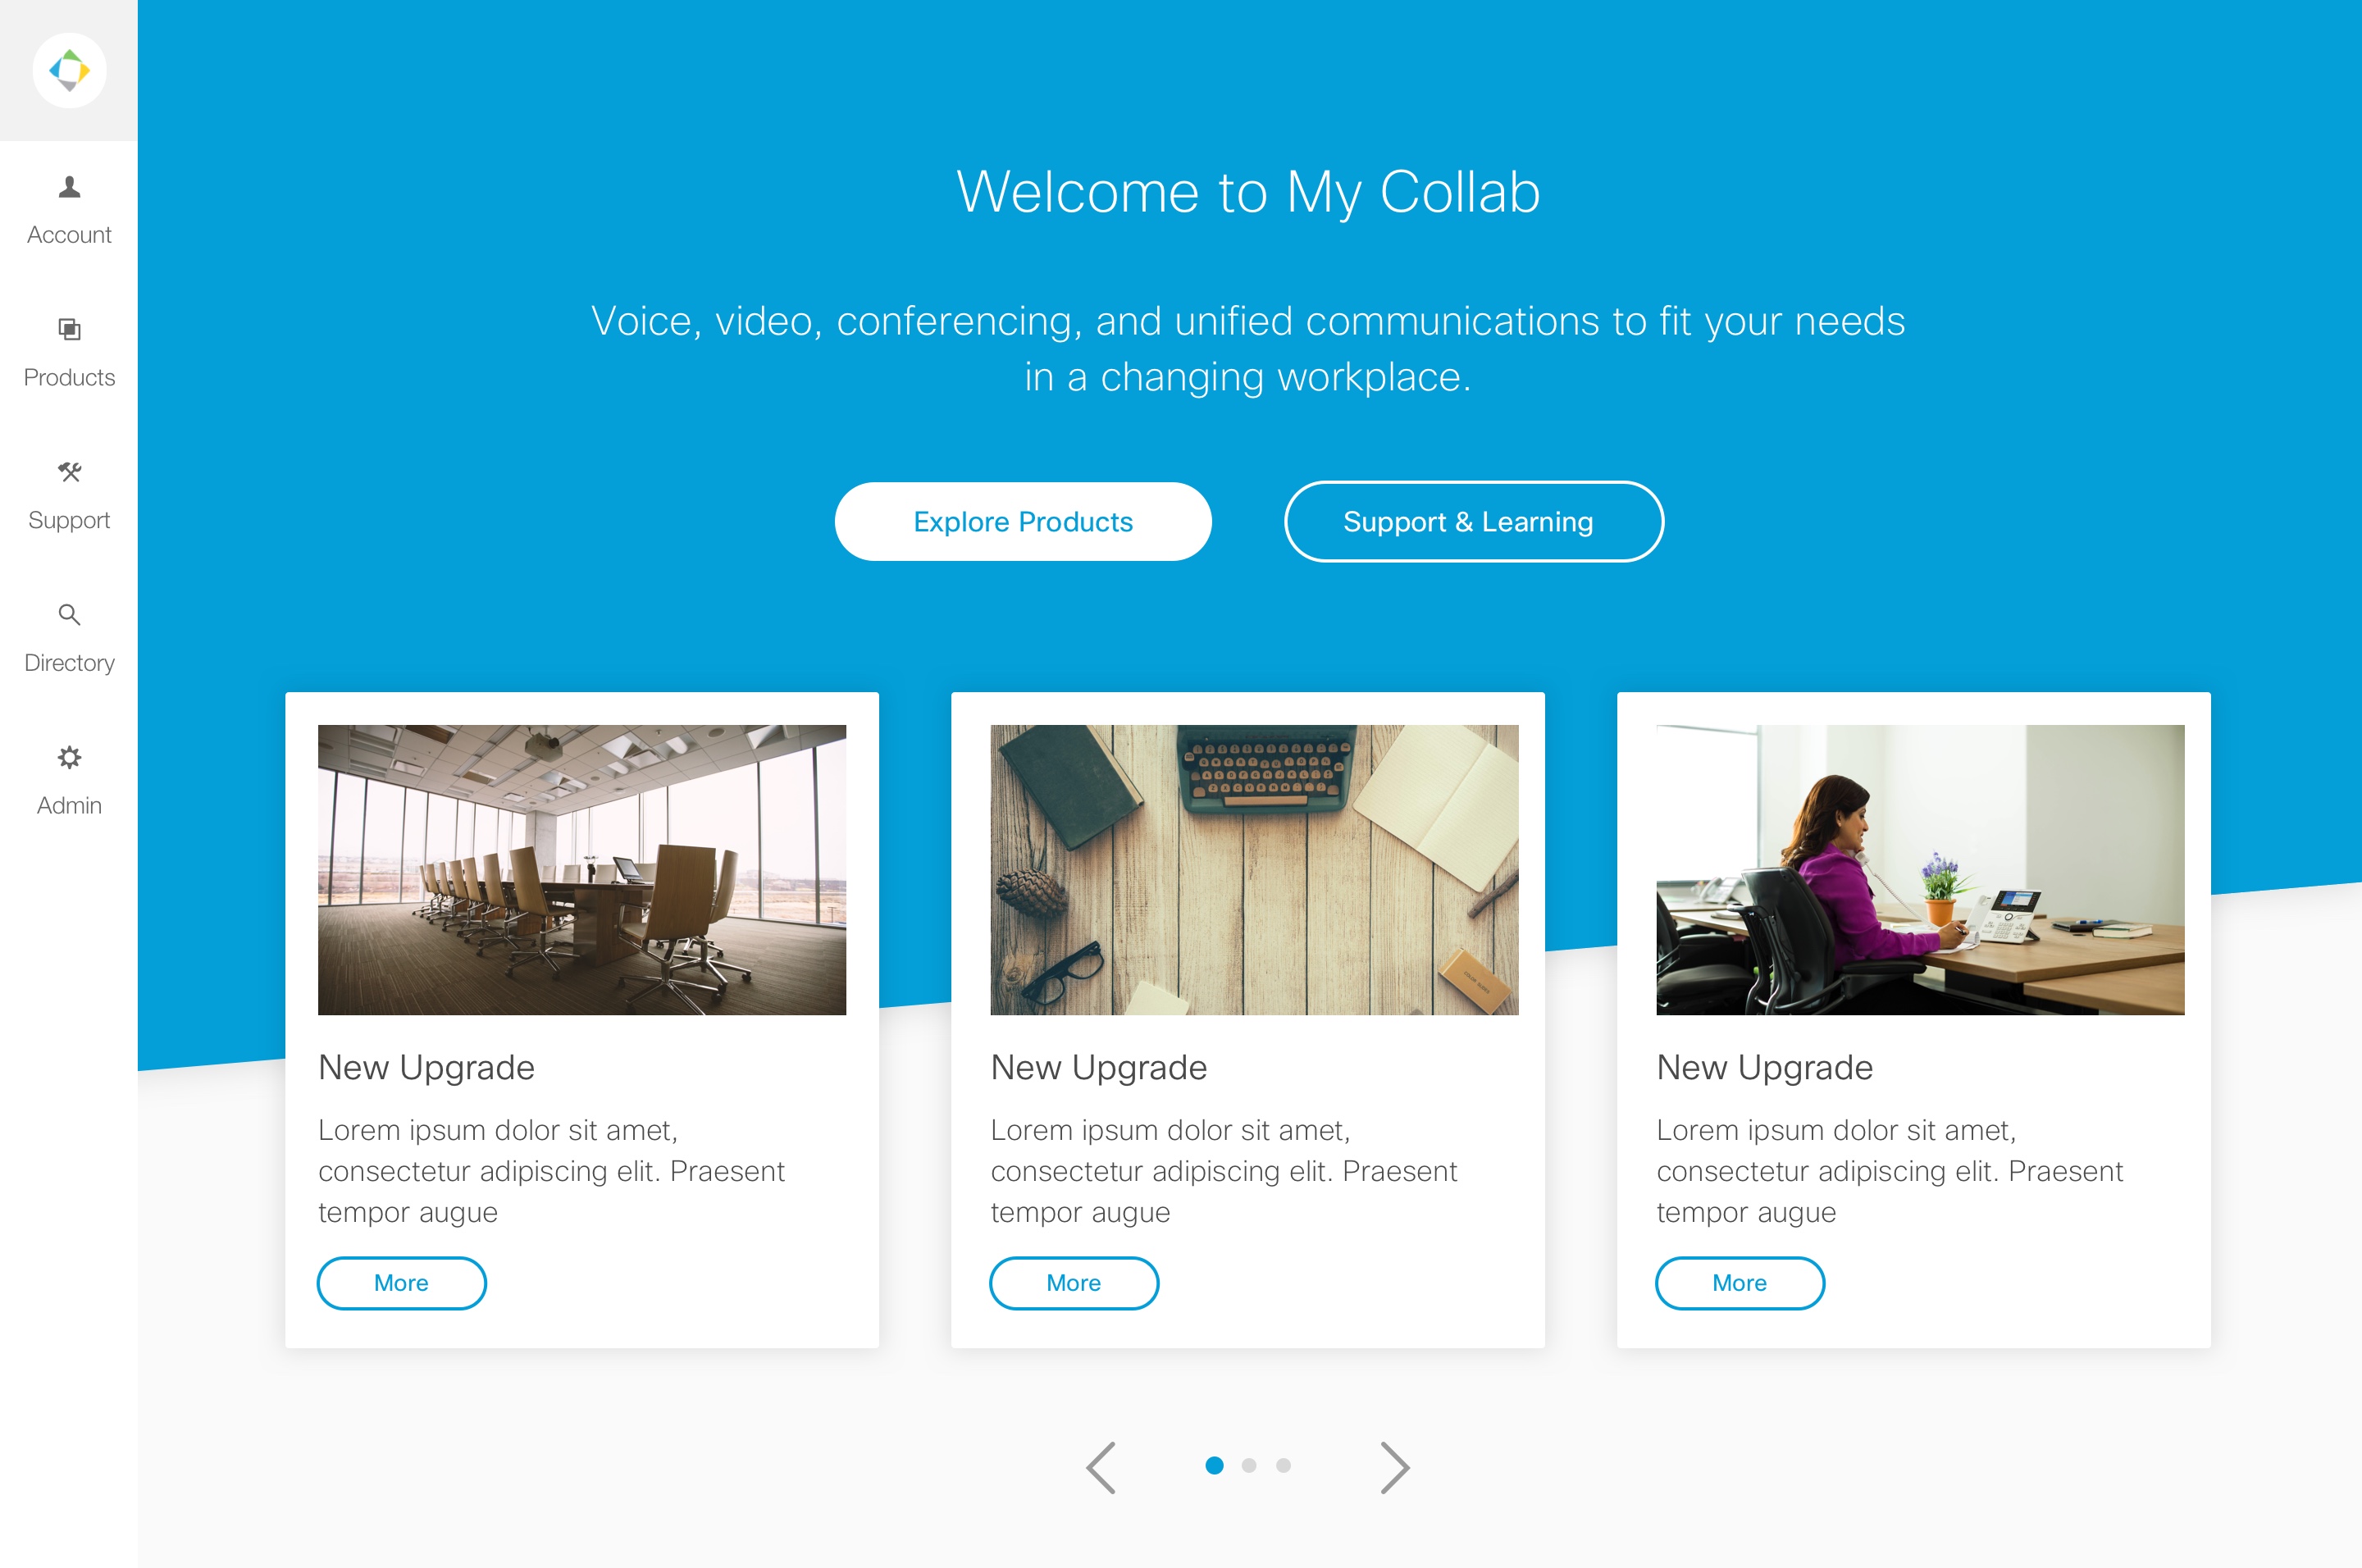 Account
Products
Support
Directory
Admin
Welcome to My Collab
Voice, video, conferencing, and unified communications to fit your needs
in a changing workplace.
Explore Products
Support & Learning
New Upgrade
Lorem ipsum dolor sit amet,
consectetur adipiscing elit. Praesent
tempor augue
More
New Upgrade
Lorem ipsum dolor sit amet,
consectetur adipiscing elit. Praesent
tempor augue
More
New Upgrade
Lorem ipsum dolor sit amet,
consectetur adipiscing elit. Praesent
tempor augue
More